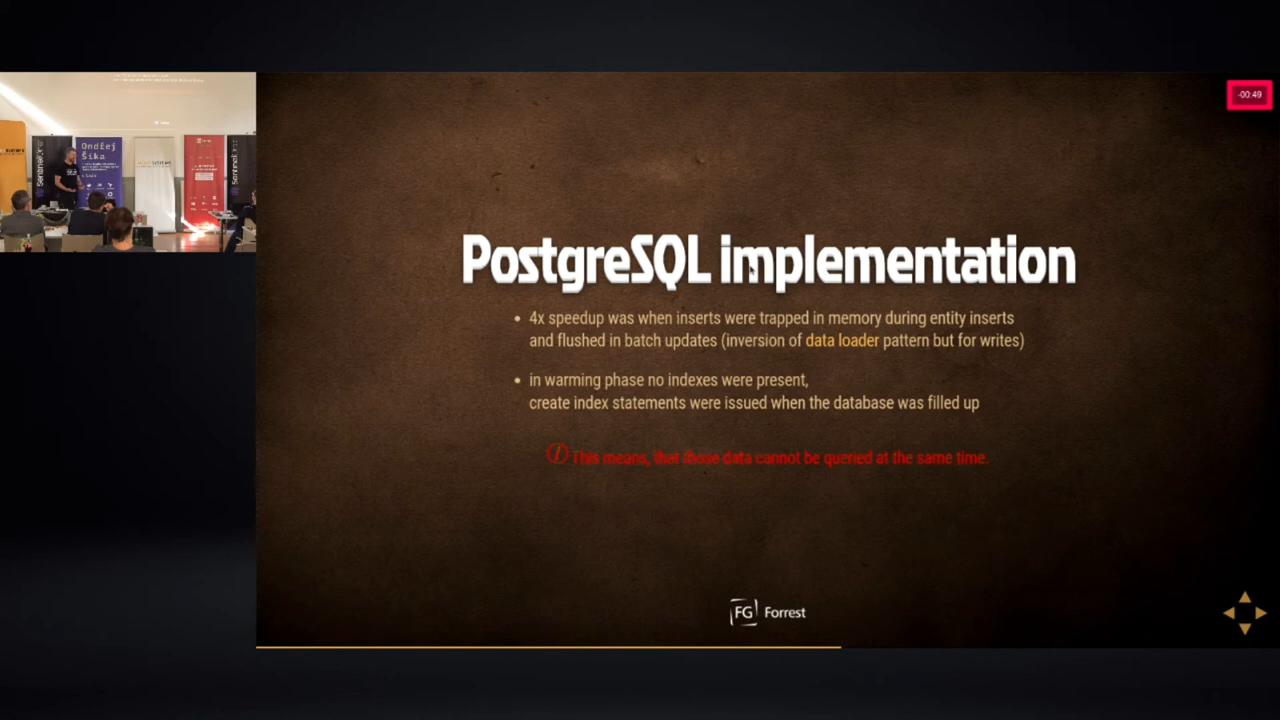 -00:49
Ondřej
Šika
SentinelOne
PostgreSQL implementation
• 4x speedup was when inserts were trapped in memory during entity inserts
and flushed in batch updates (inversion of data loader pattern but for writes)
• in warming phase no indexes were present,
create index statements were issued when the database was filled up
This means, that those data cannot be queried at the same time.
FG Forrest